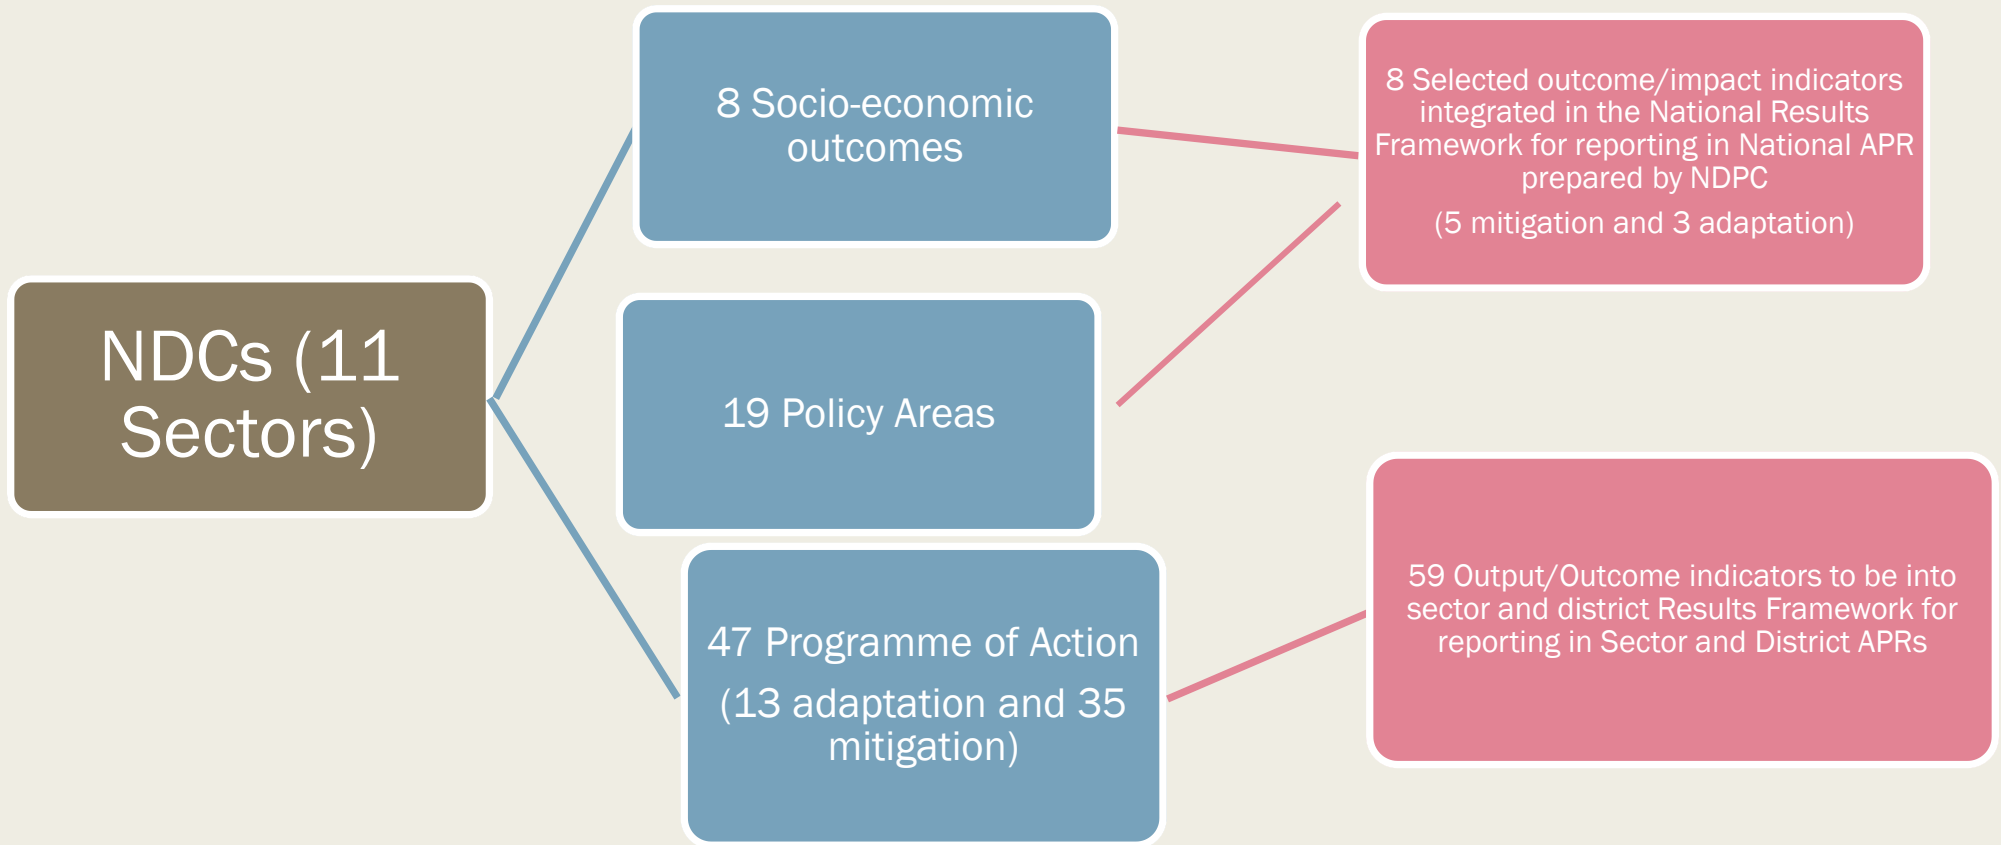 NDCs (11
Sectors)
8 Socio-economic
outcomes
19 Policy Areas
47 Programme of Action
(13 adaptation and 35
mitigation)
8 Selected outcome/impact indicators
integrated in the National Results
Framework for reporting in National APR
prepared by NDPC
(5 mitigation and 3 adaptation)
59 Output/Outcome indicators to be into
sector and district Results Framework for
reporting in Sector and District APRs